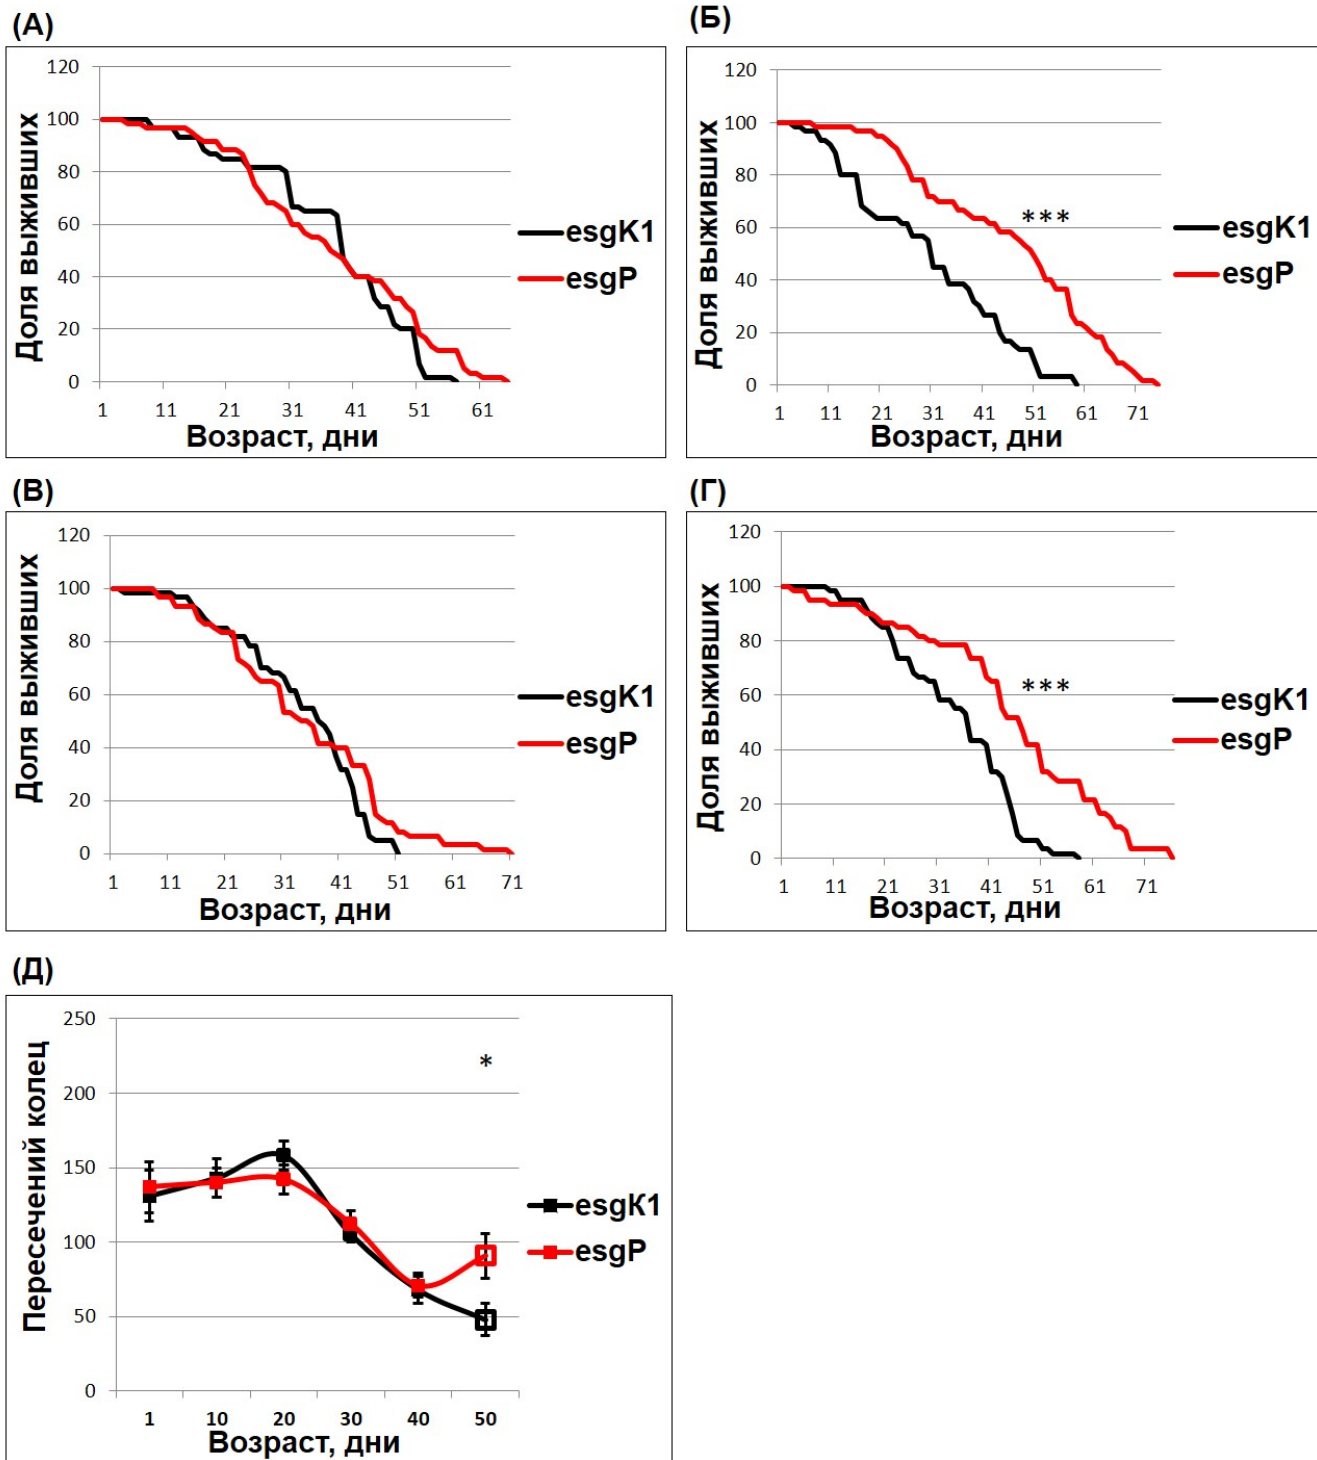 (А)
120
100
80
60
40
20
0
Доля выживших
1 11 21 31 41 51 61
Возраст, дни
esgK1
esgP
(Б)
120
100
80
60
40
20
0
Доля выживших
***
1 11 21 31 41 51 61 71
Возраст, дни
esgK1
esgP
(В)
120
100
80
60
40
20
0
Доля выживших
1 11 21 31 41 51 61 71
Возраст, дни
esgK1
esgP
(Г)
120
100
80
60
40
20
0
Доля выживших
***
1 11 21 31 41 51 61 71
Возраст, дни
esgK1
esgP
(Д)
250
200
150
100
50
0
Пересечений колец
*
1 10 20 30 40 50
Возраст, дни
esgK1
esgP